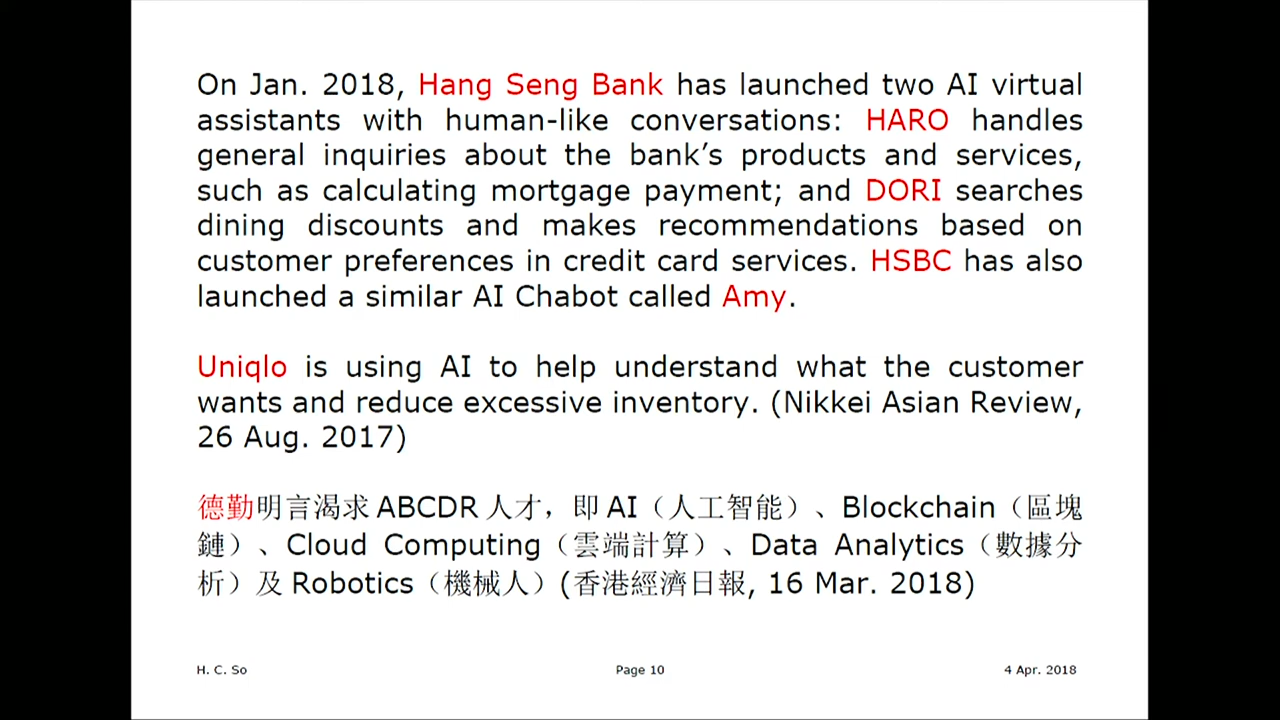 On Jan. 2018, Hang Seng Bank has launched two AI virtual
assistants with human-like conversations: HARO handles
general inquiries about the bank’s products and services,
such as calculating mortgage payment; and DORI searches
dining discounts and makes recommendations based on
customer preferences in credit card services. HSBC has also
launched a similar AI Chabot called Amy.
Uniqlo is using AI to help understand what the customer
wants and reduce excessive inventory. (Nikkei Asian Review,
26 Aug. 2017)
德勤明言渴求 ABCDR 人才，即 AI（人工智能）、Blockchain（區塊
鏈）、Cloud Computing（雲端計算）、Data Analytics（數據分
析）及 Robotics（機械人）(香港經濟日報, 16 Mar. 2018)
H. C. So Page 10 4 Apr. 2018